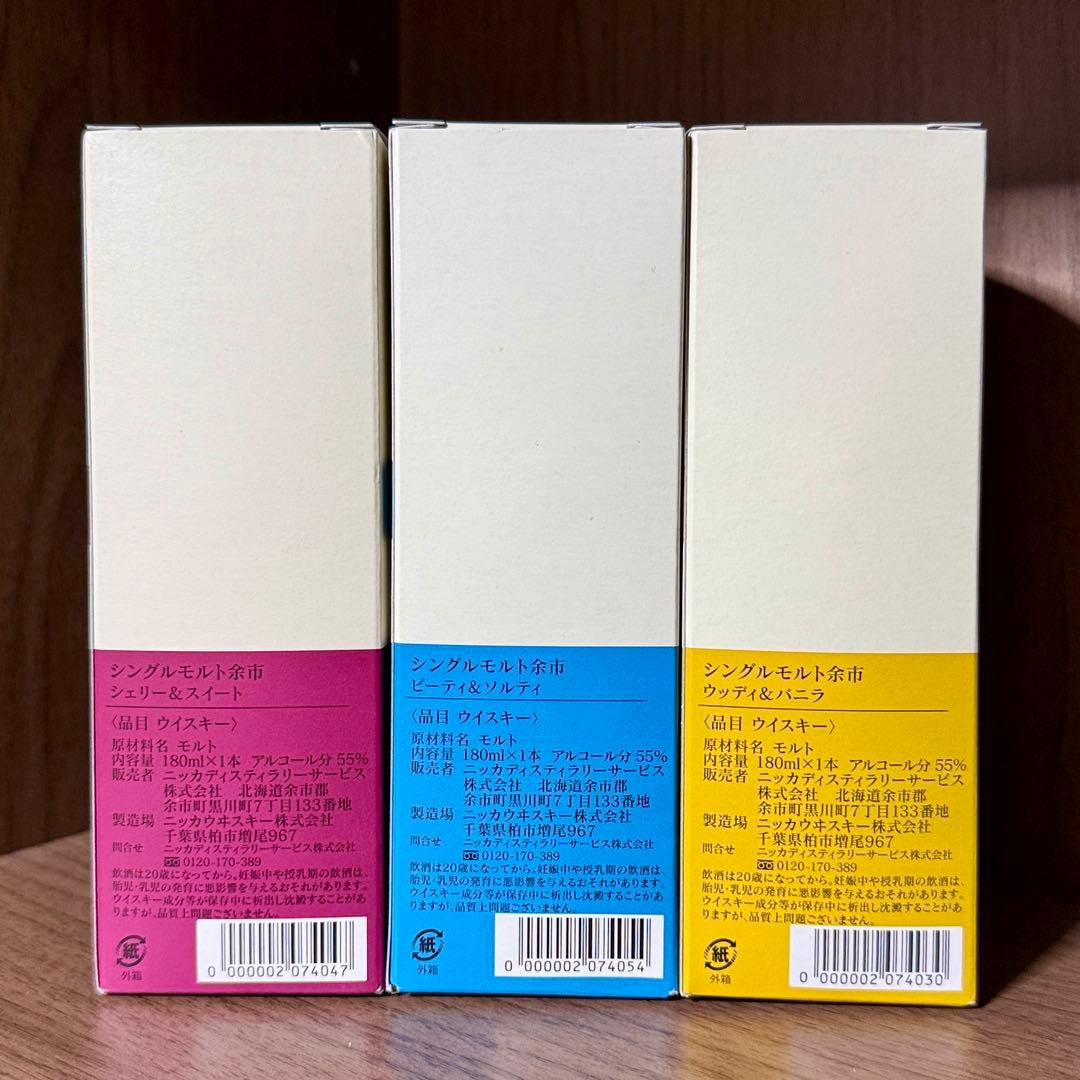 シングルモルト余市
シェリー&スイート
〈品目 ウイスキー〉
原材料名 モルト
内容量 180ml×1本 アルコール分 55%
販売者 ニッカディスティラリーサービス
株式会社 北海道余市郡
余市町黒川町7丁目133番地
製造場 ニッカウヰスキー株式会社
千葉県柏市増尾967
問合せ ニッカディスティラリーサービス株式会社
0120-170-389
飲酒は20歳になってから。妊娠中や授乳期の飲酒は、
胎児・乳児の発育に悪影響を与えるおそれがあります。
ウイスキー成分等が保存中に析出し沈澱することがあ
りますが、品質上問題ございません。
紙
外箱
0 000002 074047
シングルモルト余市
ピーティ&ソルティ
〈品目 ウイスキー〉
原材料名 モルト
内容量 180ml×1本 アルコール分 55%
販売者 ニッカディスティラリーサービス
株式会社 北海道余市郡
余市町黒川町7丁目133番地
製造場 ニッカウヰスキー株式会社
千葉県柏市増尾967
問合せ ニッカディスティラリーサービス株式会社
0120-170-389
飲酒は20歳になってから。妊娠中や授乳期の飲酒は、
胎児・乳児の発育に悪影響を与えるおそれがあります。
ウイスキー成分等が保存中に析出し沈澱することがあ
りますが、品質上問題ございません。
紙
外箱
0 000002 074054
シングルモルト余市
ウッディ&バニラ
〈品目 ウイスキー〉
原材料名 モルト
内容量 180ml×1本 アルコール分 55%
販売者 ニッカディスティラリーサービス
株式会社 北海道余市郡
余市町黒川町7丁目133番地
製造場 ニッカウヰスキー株式会社
千葉県柏市増尾967
問合せ ニッカディスティラリーサービス株式会社
0120-170-389
飲酒は20歳になってから。妊娠中や授乳期の飲酒は、
胎児・乳児の発育に悪影響を与えるおそれがあります。
ウイスキー成分等が保存中に析出し沈澱することがあ
りますが、品質上問題ございません。
紙
外箱
0 000002 074030